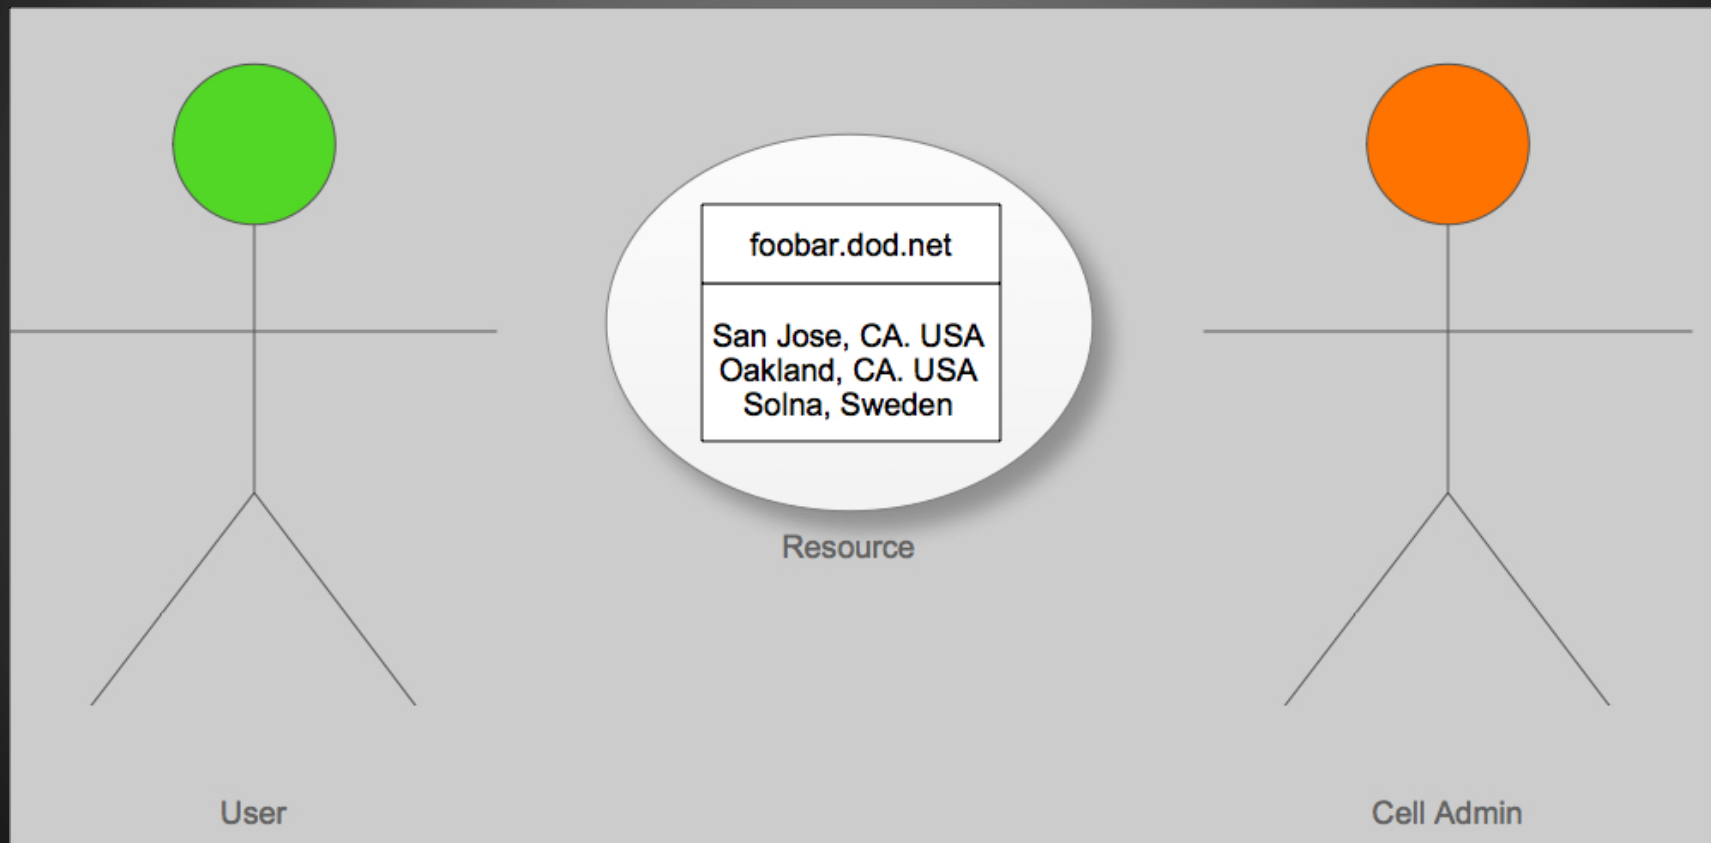 foobar.dod.net
San Jose, CA. USA
Oakland, CA. USA
Solna, Sweden
Resource
User
Cell Admin